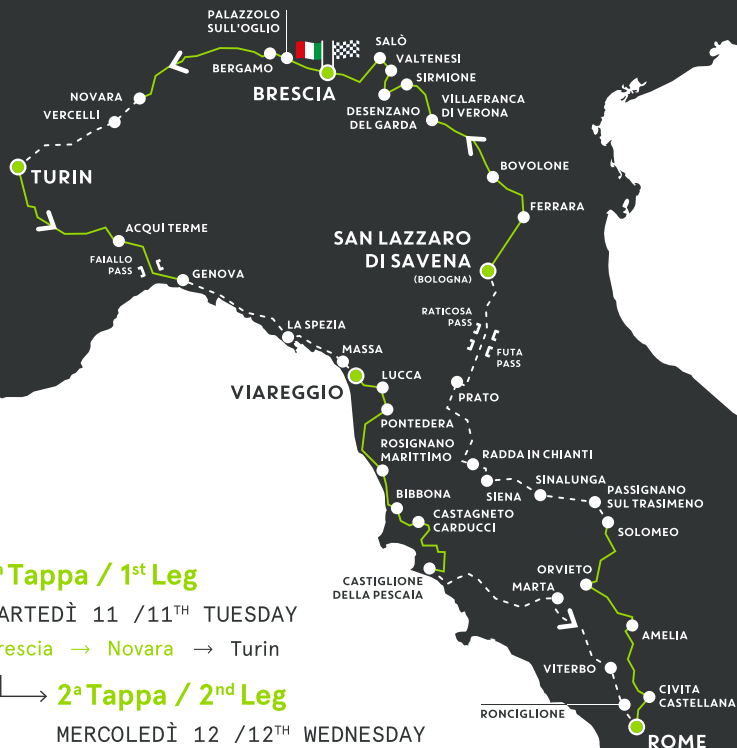 PALAZZOLO
SULL'OGLIO
BERGAMO
BRESCIA
SALÒ
VALTENESI
SIRMIONE
DESENZANO
DEL GARDA
VILLAFRANCA
DI VERONA
NOVARA
VERCELLI
TURIN
BOVOLONE
FERRARA
ACQUI TERME
FAIALLO
PASS
GENOVA
SAN LAZZARO
DI SAVENA
(BOLOGNA)
RATICOSA
PASS
FUTA
PASS
LA SPEZIA
MASSA
VIAREGGIO
LUCCA
PRATO
PONTEDERA
ROSIGNANO
MARITTIMO
RADDA IN CHIANTI
SIENA
SINALUNGA
PASSIGNANO
SUL TRASIMENO
BIBBONA
CASTAGNETO
CARDUCCI
SOLOMEO
CASTIGLIONE
DELLA PESCAIA
MARTA
ORVIETO
AMELIA
VITERBO
CIVITA
CASTELLANA
RONCIGLIONE
ROME
ª Tappa / 1st Leg
ARTEDÌ 11 /11TH TUESDAY
rescia → Novara → Turin
2ª Tappa / 2nd Leg
MERCOLEDÌ 12 /12TH WEDNESDAY